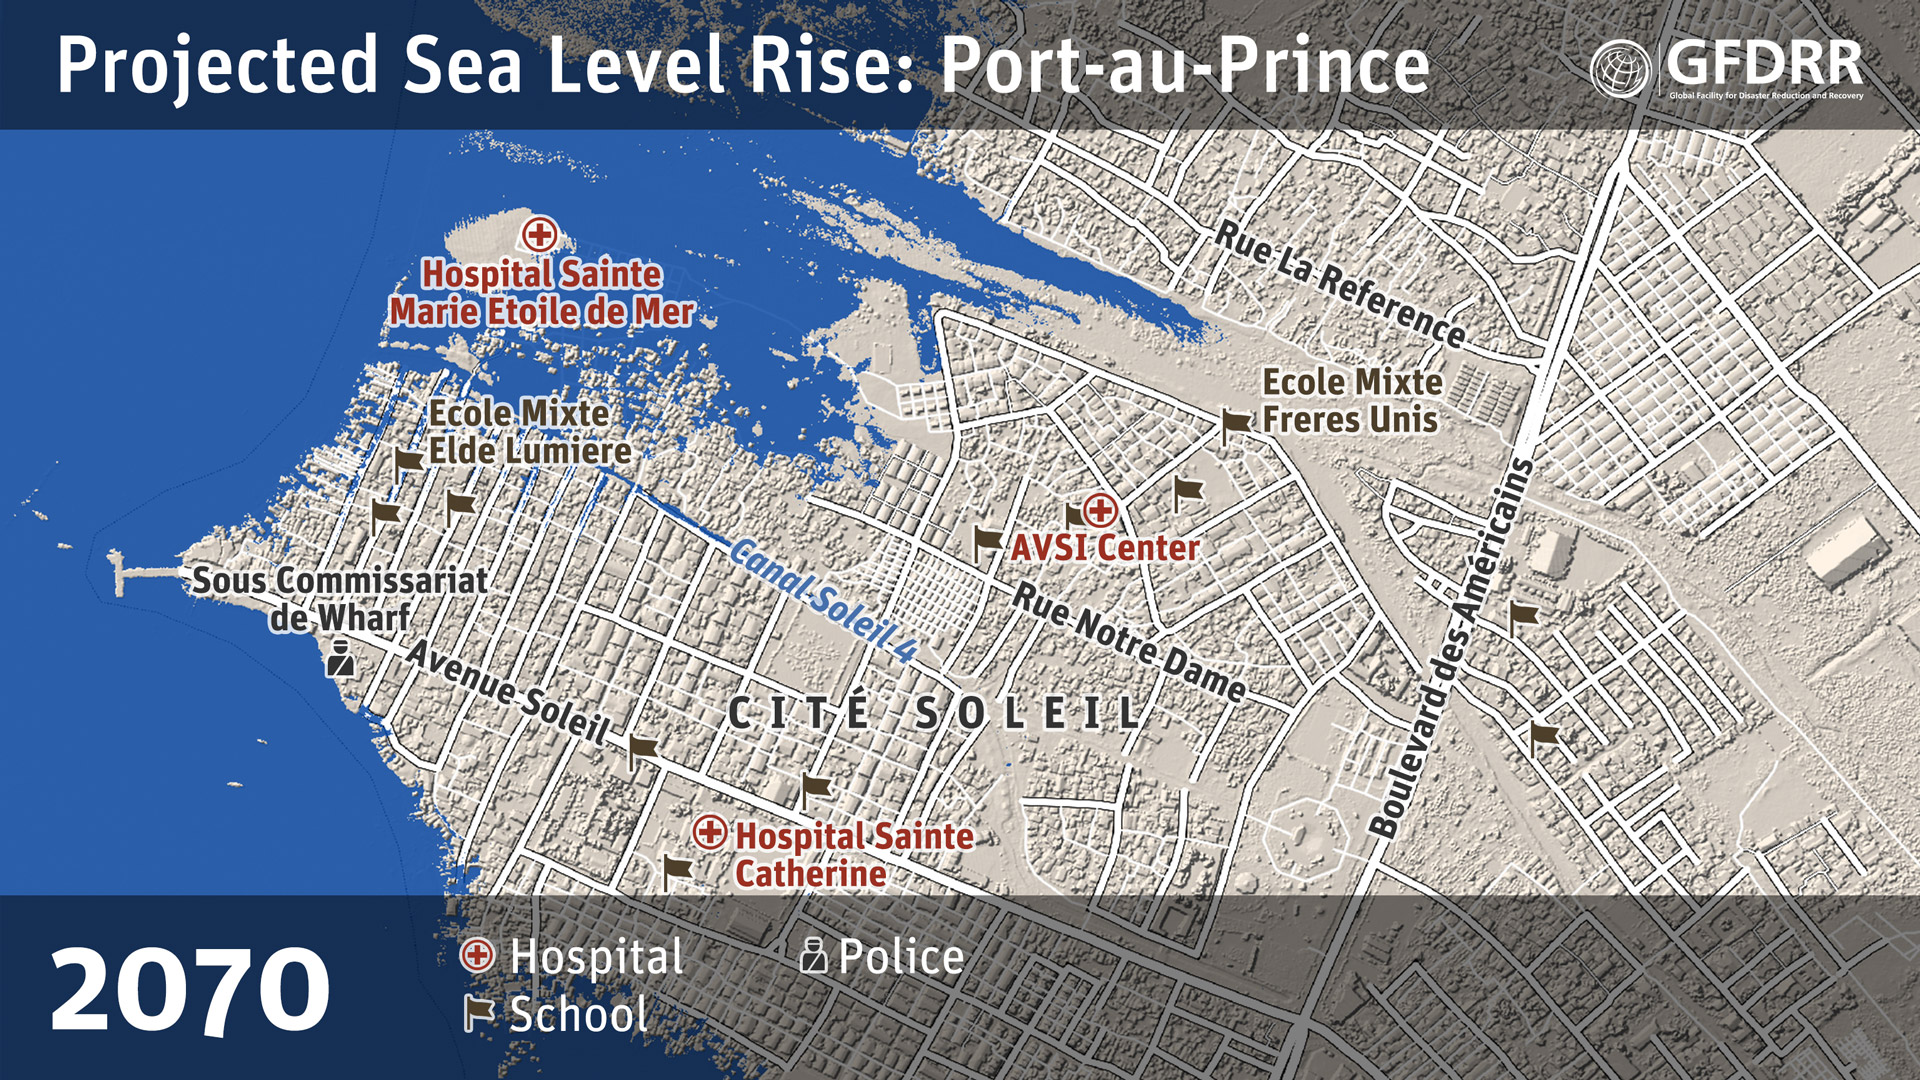 Projected Sea Level Rise: Port-au-Prince
GFDRR
Global Facility for Disaster Reduction and Recovery
Hospital Sainte
Marie Etoile de Mer
Rue La Reference
Ecole Mixte
Freres Unis
Ecole Mixte
Elde Lumiere
AVSI Center
Canal Soleil 4
Sous Commissariat
de Wharf
Rue Notre Dame
Boulevard des Américains
Avenue Soleil
CITÉ SOLEIL
Hospital Sainte
Catherine
2070
Hospital
Police
School